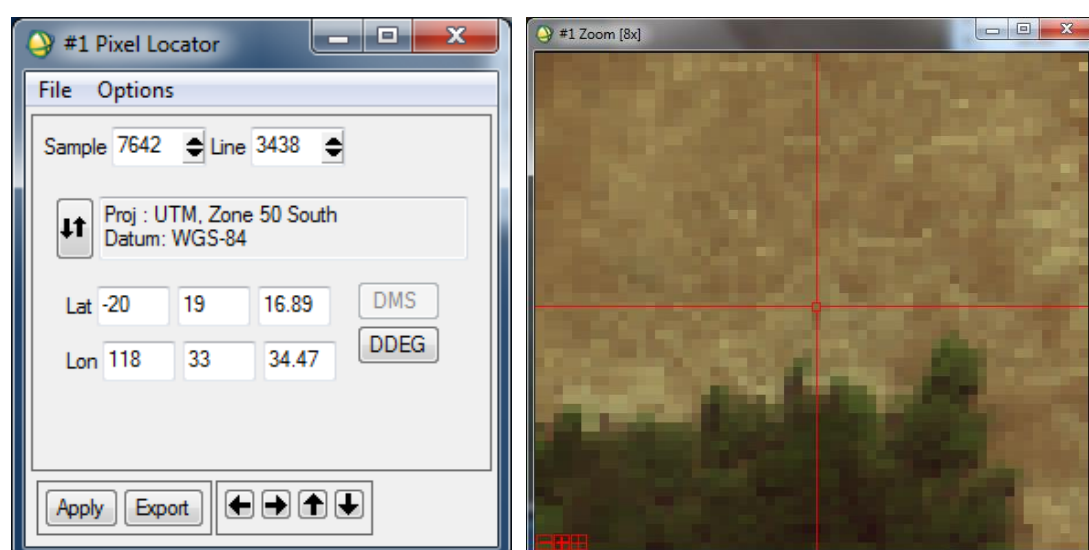 #1 Pixel Locator
File Options
Sample 7642 Line 3438
Proj : UTM, Zone 50 South
Datum: WGS-84
Lat -20 19 16.89 DMS
Lon 118 33 34.47 DDEG
Apply Export
#1 Zoom [8x]